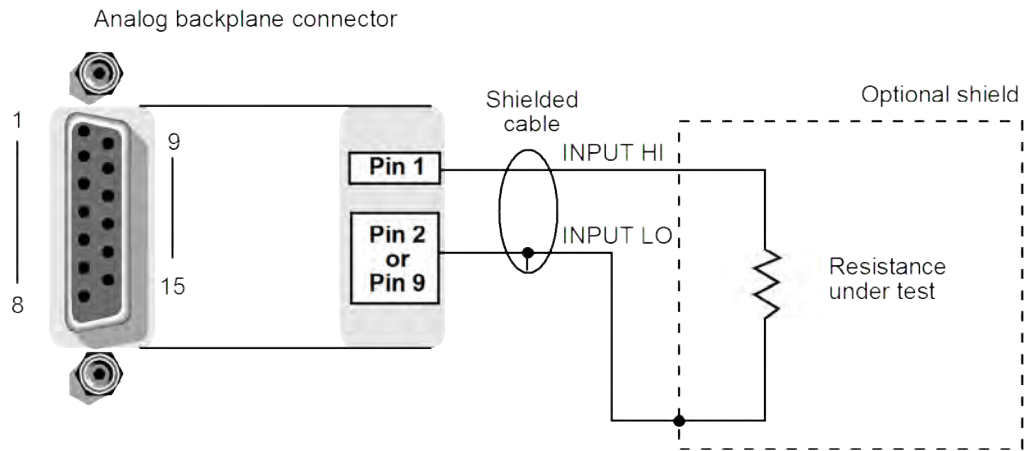 Analog backplane connector
1
8
9
15
Pin 1
Pin 2
or
Pin 9
Shielded
cable
INPUT HI
INPUT LO
Optional shield
Resistance
under test